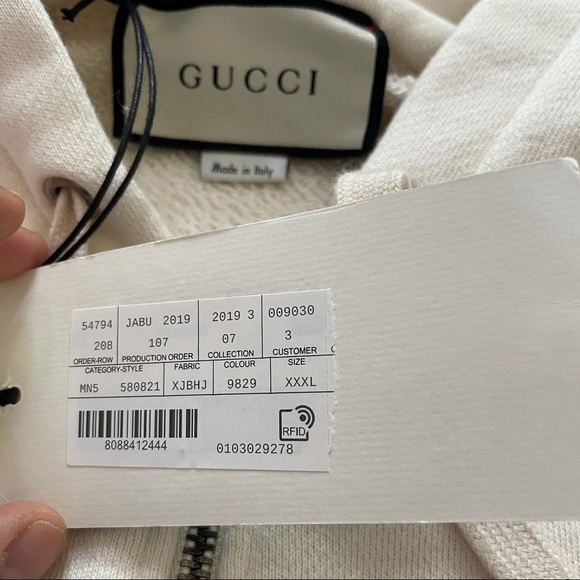 GUCCI
Made in Italy
54794 JABU 2019 2019 3 009030
208 107 07 3
ORDER-ROW PRODUCTION ORDER COLLECTION CUSTOMER
CATEGORY-STYLE FABRIC COLOUR SIZE
MN5 580821 XJBHJ 9829 XXXL
RFID
8088412444 0103029278